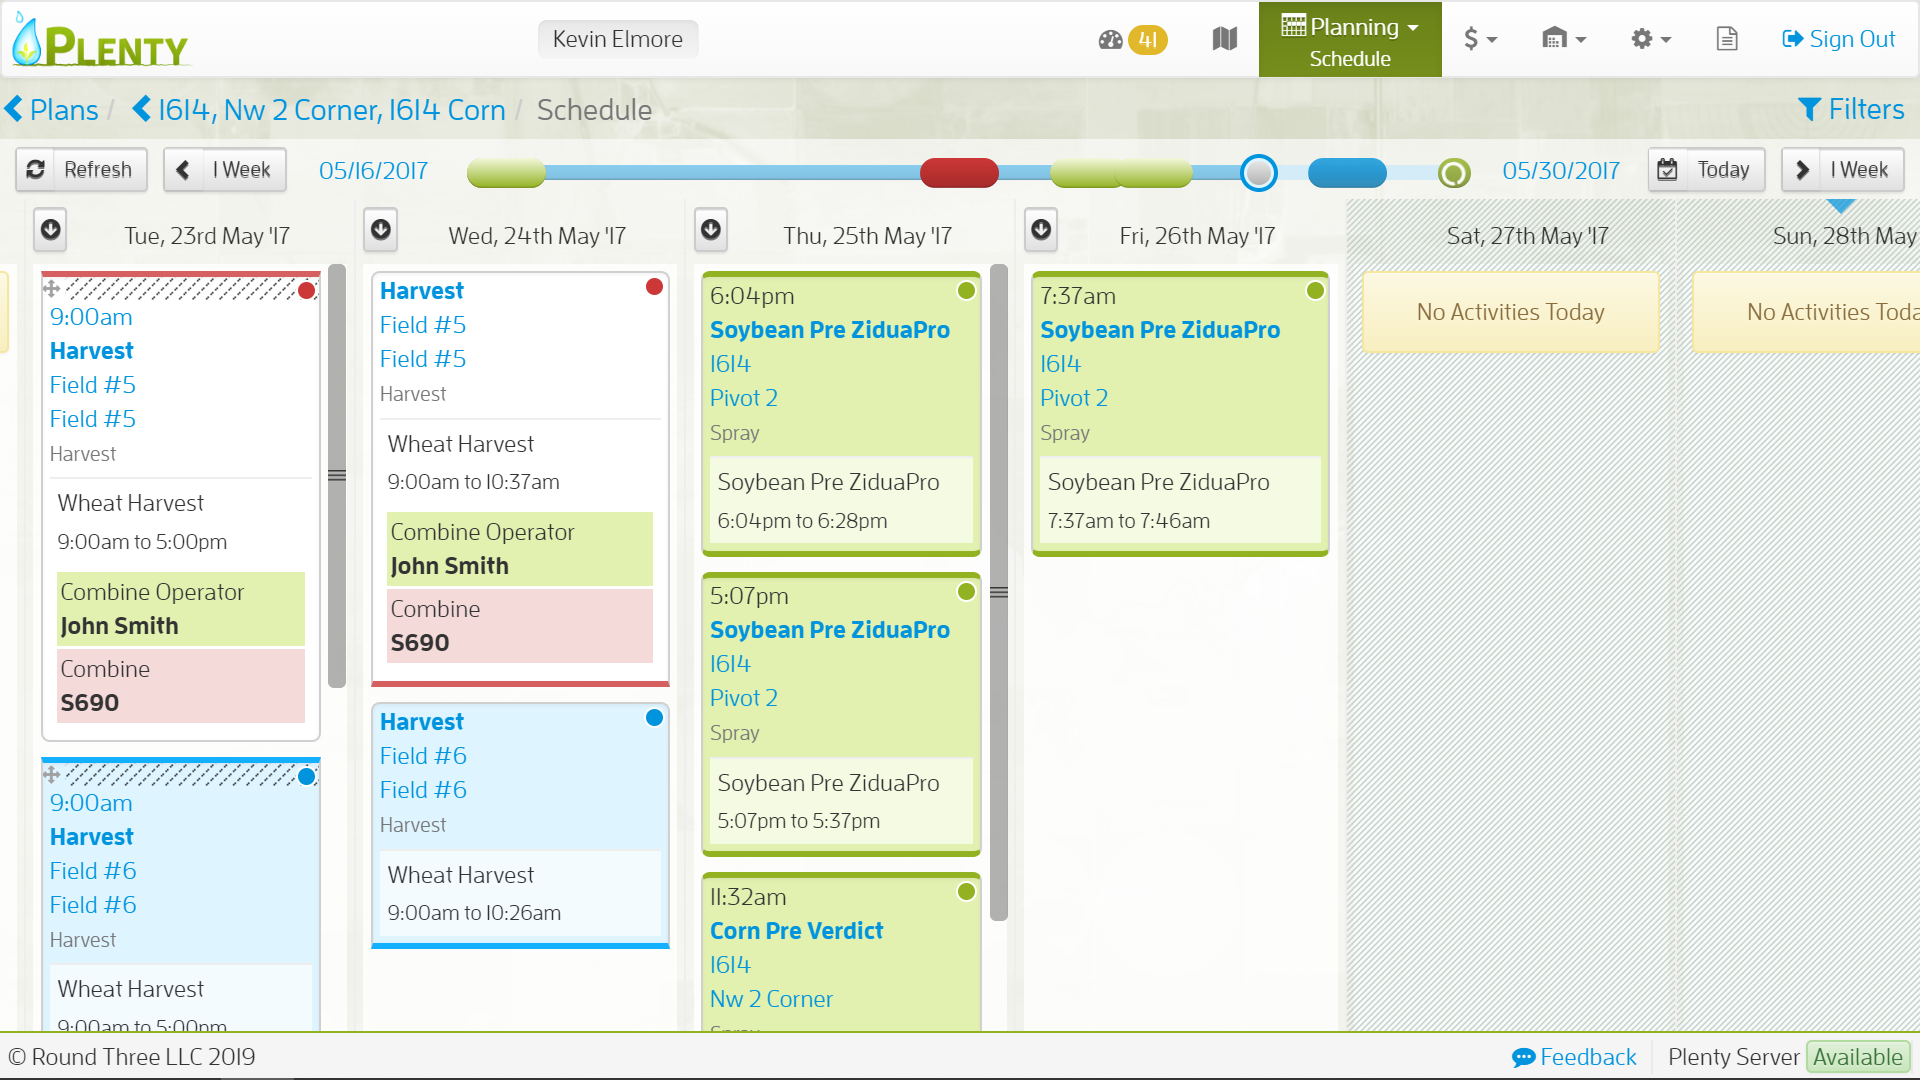 PLENTY
Kevin Elmore
41
Planning
Schedule
$
Sign Out
Plans / 1614, Nw 2 Corner, 1614 Corn / Schedule
Filters
Refresh
1 Week
05/16/2017
05/30/2017
Today
1 Week
Tue, 23rd May '17
Wed, 24th May '17
Thu, 25th May '17
Fri, 26th May '17
Sat, 27th May '17
Sun, 28th May
9:00am
Harvest
Field #5
Field #5
Harvest
Wheat Harvest
9:00am to 5:00pm
Combine Operator
John Smith
Combine
S690
9:00am
Harvest
Field #6
Field #6
Harvest
Wheat Harvest
9:00am to 5:00pm
Harvest
Field #5
Field #5
Harvest
Wheat Harvest
9:00am to 10:37am
Combine Operator
John Smith
Combine
S690
Harvest
Field #6
Field #6
Harvest
Wheat Harvest
9:00am to 10:26am
6:04pm
Soybean Pre ZiduaPro
1614
Pivot 2
Spray
Soybean Pre ZiduaPro
6:04pm to 6:28pm
5:07pm
Soybean Pre ZiduaPro
1614
Pivot 2
Spray
Soybean Pre ZiduaPro
5:07pm to 5:37pm
11:32am
Corn Pre Verdict
1614
Nw 2 Corner
Spray
7:37am
Soybean Pre ZiduaPro
1614
Pivot 2
Spray
Soybean Pre ZiduaPro
7:37am to 7:46am
No Activities Today
No Activities Toda
© Round Three LLC 2019
Feedback
Plenty Server Available